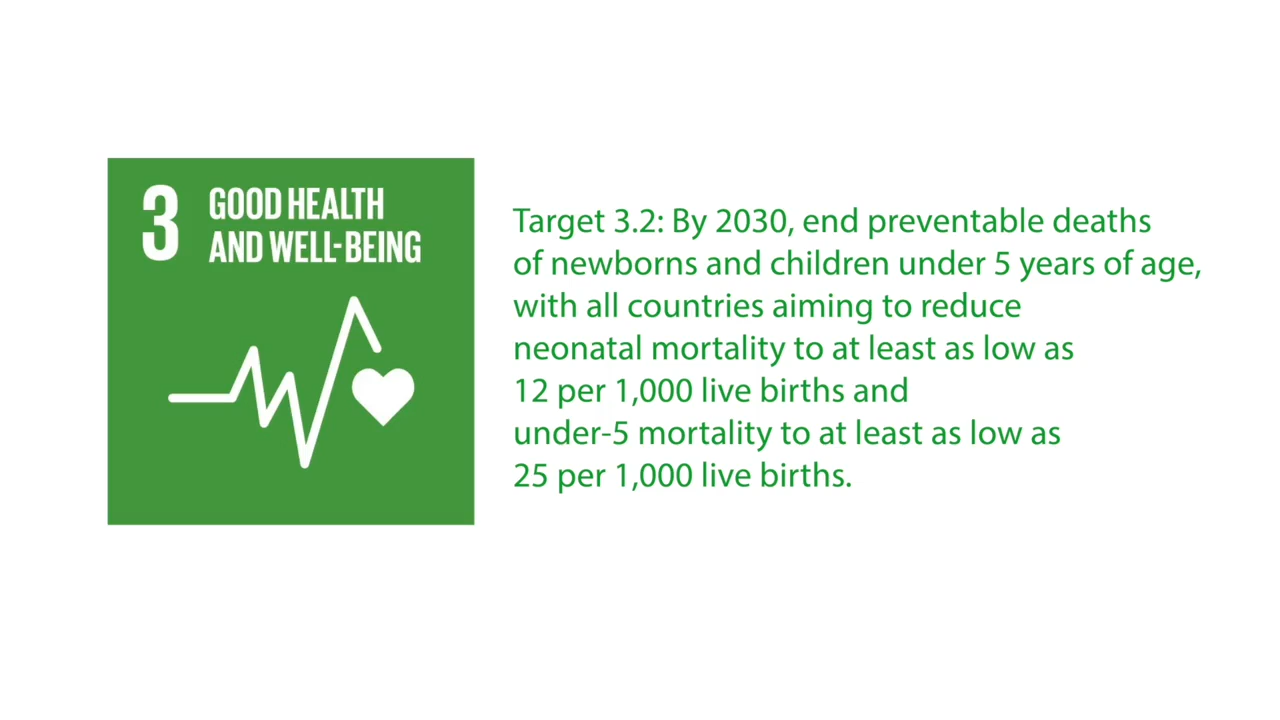 3 GOOD HEALTH
AND WELL-BEING
Target 3.2: By 2030, end preventable deaths
of newborns and children under 5 years of age,
with all countries aiming to reduce
neonatal mortality to at least as low as
12 per 1,000 live births and
under-5 mortality to at least as low as
25 per 1,000 live births.